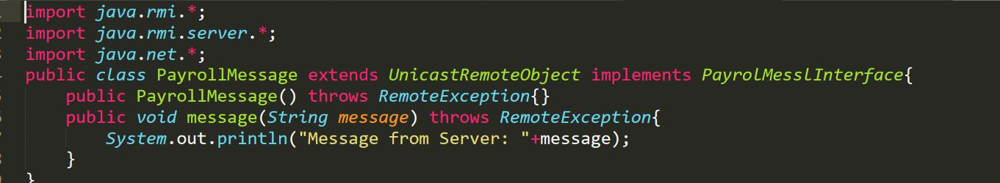 import java.rmi.*;
import java.rmi.server.*;
import java.net.*;
public class PayrollMessage extends UnicastRemoteObject implements PayrolMesslInterface{
    public PayrollMessage() throws RemoteException{}
    public void message(String message) throws RemoteException{
        System.out.println("Message from Server: "+message);
    }
}